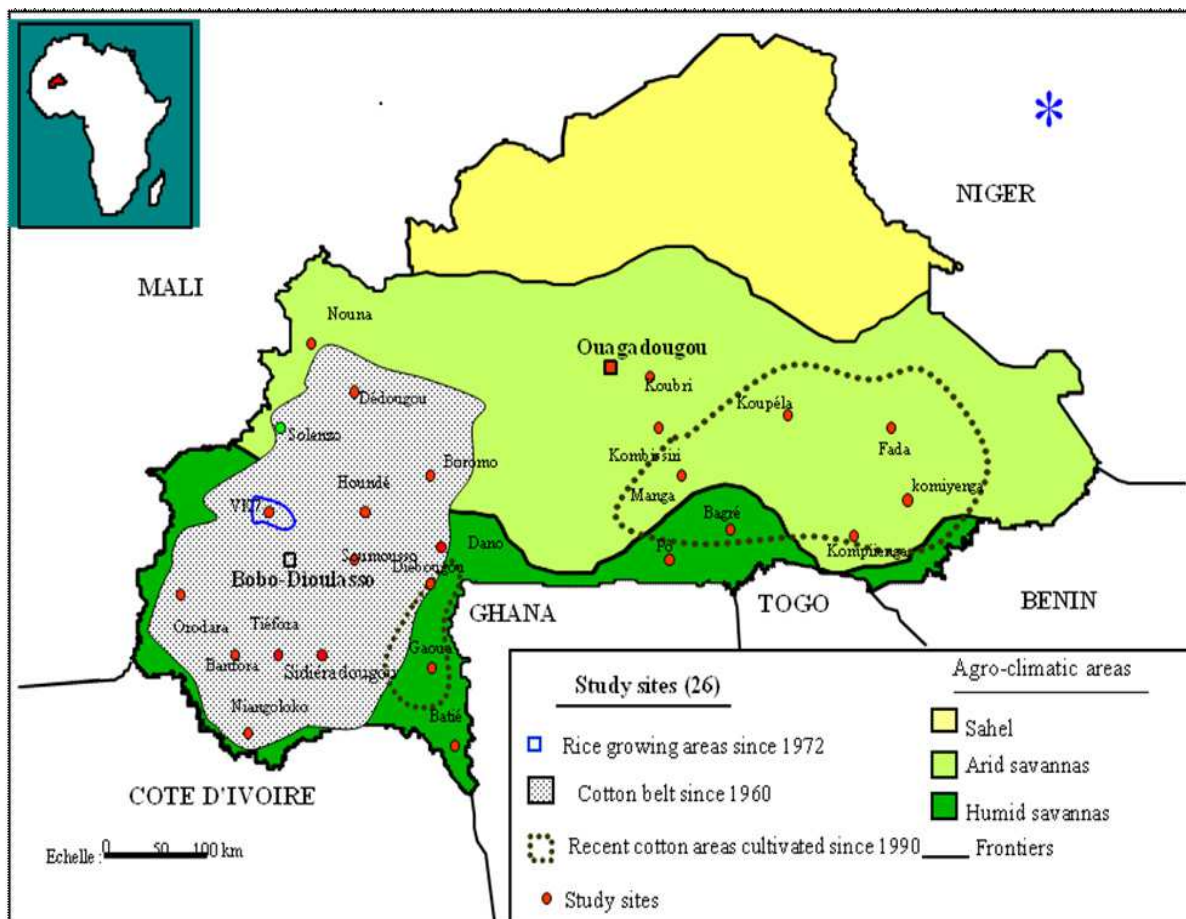 *
NIGER
MALI
Nouna
Ouagadougou
Koubri
Dédougou
Koupéla
Solenzo
Fada
Kombissiri
Boromo
Houndé
Manga
komiyenga
VK7
Bagré
Dano
Pô
Kompiienga
Soumousso
Diébougou
Bobo-Dioulasso
GHANA
TOGO
BENIN
Orodara
Tiéfora
Gaoua
Banfora
Sidéradougou
Niangoloko
Batié
COTE D'IVOIRE
Echelle :
0
100 km
Study sites (26)
Rice growing areas since 1972
Cotton belt since 1960
Recent cotton areas cultivated since 1990
Study sites
Agro-climatic areas
Sahel
Arid savannas
Humid savannas
Frontiers